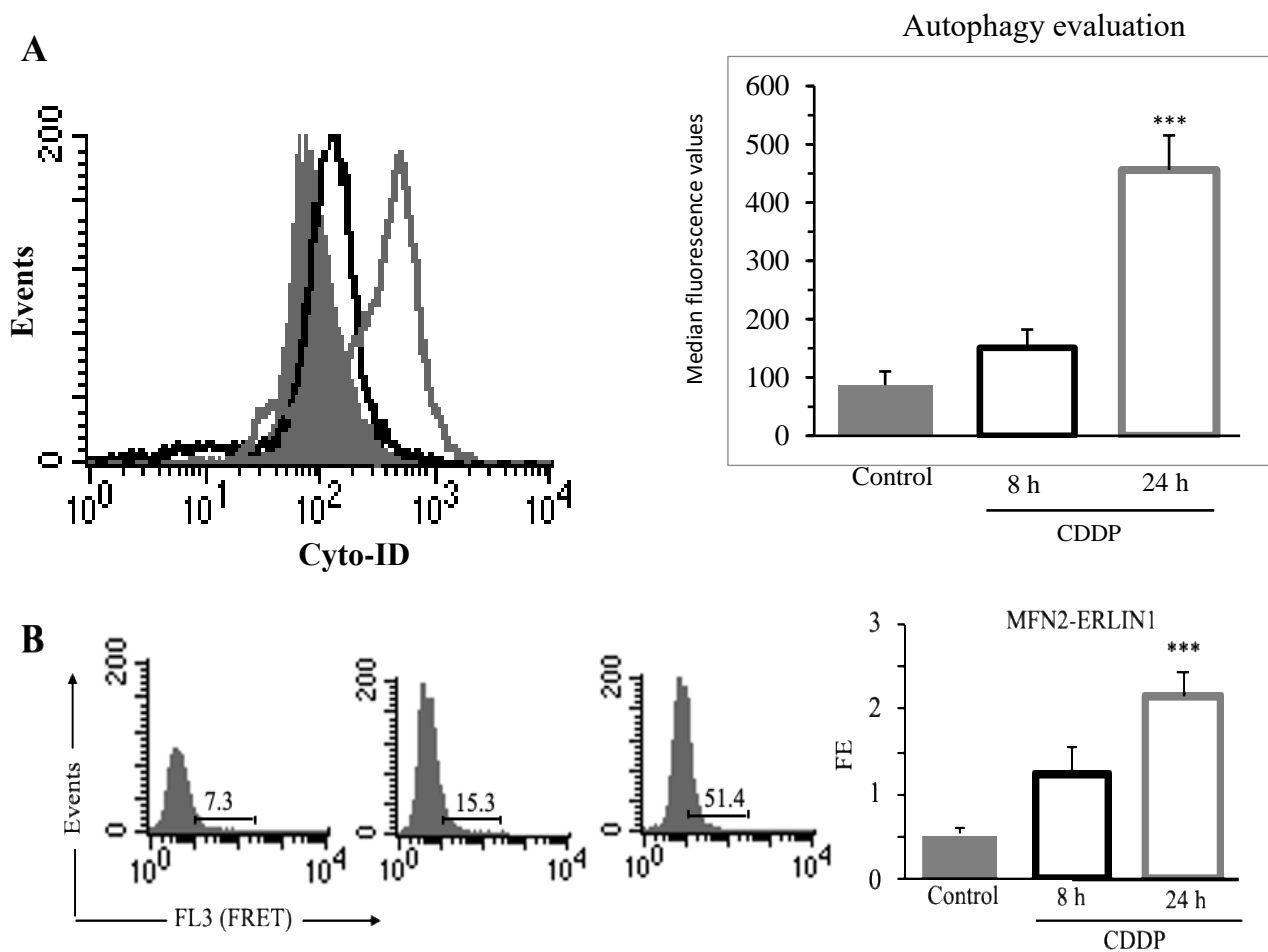 A
200
0
Events
10^0 10^1 10^2 10^3 10^4
Cyto-ID
Autophagy evaluation
Median fluorescence values
600
500
400
300
200
100
0
***
Control
8 h
24 h
CDDP
B
Events
200
0
7.3
10^0 10^4
200
0
15.3
10^0 10^4
200
0
51.4
10^0 10^4
FL3 (FRET)
MFN2-ERLIN1
FE
3
2
1
0
***
Control
8 h
24 h
CDDP